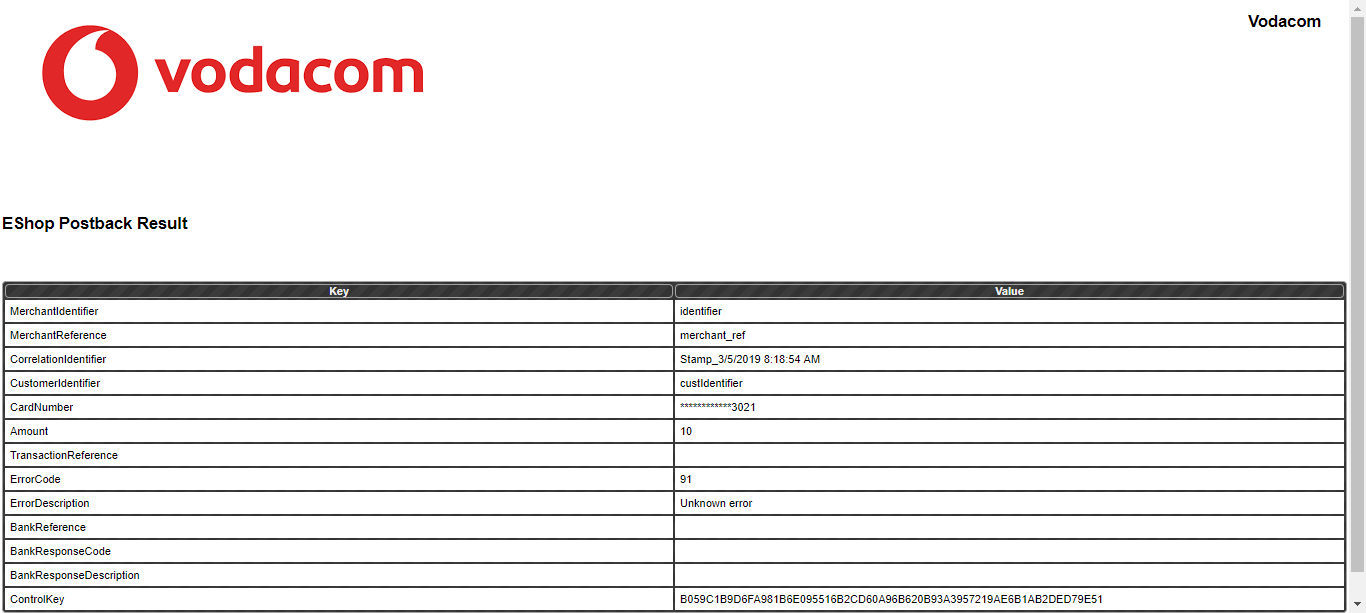 Vodacom
vodacom
EShop Postback Result
Key Value
MerchantIdentifier identifier
MerchantReference merchant_ref
CorrelationIdentifier Stamp_3/5/2019 8:18:54 AM
CustomerIdentifier custIdentifier
CardNumber ************3021
Amount 10
TransactionReference
ErrorCode 91
ErrorDescription Unknown error
BankReference
BankResponseCode
BankResponseDescription
ControlKey B059C1B9D6FA981B6E095516B2CD60A96B620B93A3957219AE6B1AB2DED79E51